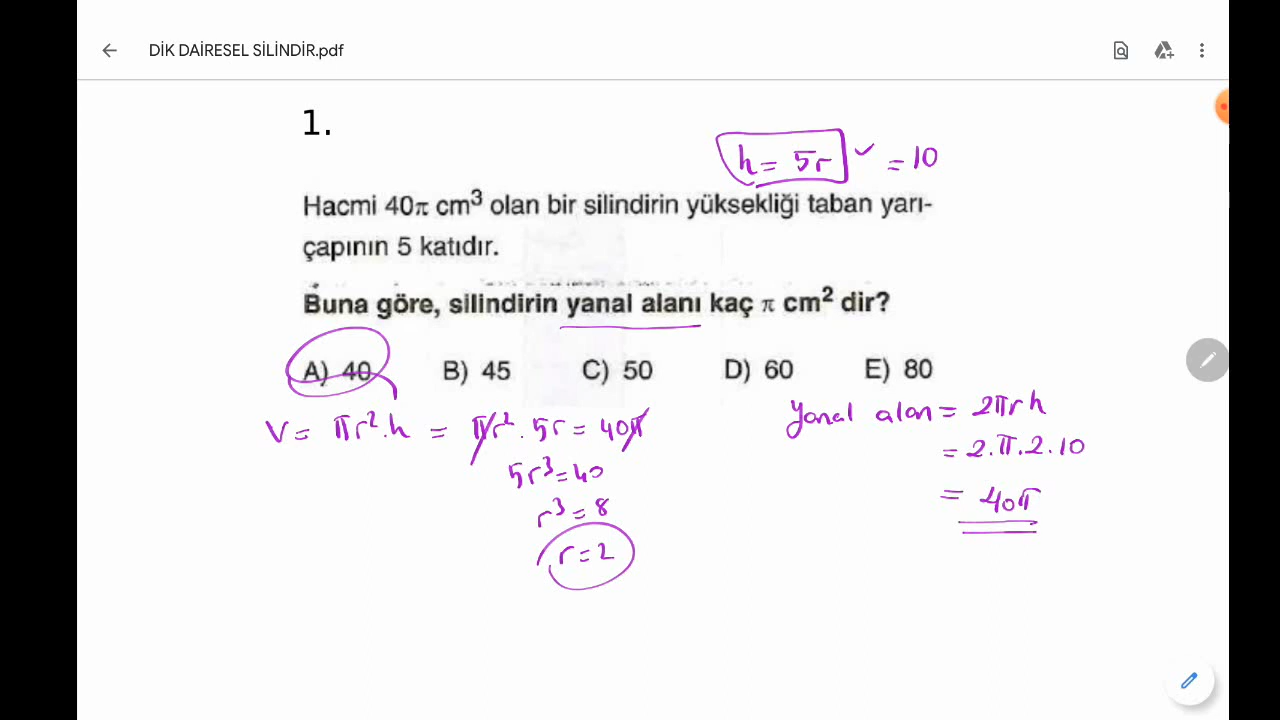 DİK DAİRESEL SİLİNDİR.pdf
1.
h = 5r ✓ = 10
Hacmi 40π cm³ olan bir silindirin yüksekliği taban yarı-
çapının 5 katıdır.
Buna göre, silindirin yanal alanı kaç π cm² dir?
A) 40 B) 45 C) 50 D) 60 E) 80
V = πr².h = πr².5r = 40π
5r³=40
r³=8
r=2
Yanal alan = 2πrh
= 2.π.2.10
= 40π